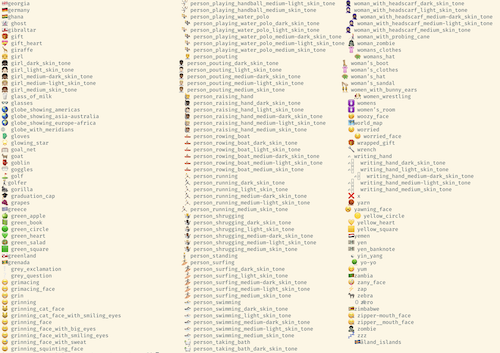 georgia
germany
ghana
ghost
gibraltar
gift
gift_heart
giraffe
girl
girl_dark_skin_tone
girl_light_skin_tone
girl_medium-dark_skin_tone
girl_medium-light_skin_tone
girl_medium_skin_tone
glass_of_milk
glasses
globe_showing_americas
globe_showing_asia-australia
globe_showing_europe-africa
globe_with_meridians
gloves
glowing_star
goal_net
goat
goblin
goggles
golf
golfer
gorilla
graduation_cap
grapes
greece
green_apple
green_book
green_circle
green_heart
green_salad
green_square
greenland
grenada
grey_exclamation
grey_question
grimacing
grimacing_face
grin
grinning
grinning_cat_face
grinning_cat_face_with_smiling_eyes
grinning_face
grinning_face_with_big_eyes
grinning_face_with_smiling_eyes
grinning_face_with_sweat
grinning_squinting_face
person_playing_handball_medium-light_skin_tone
person_playing_handball_medium_skin_tone
person_playing_water_polo
person_playing_water_polo_dark_skin_tone
person_playing_water_polo_light_skin_tone
person_playing_water_polo_medium-dark_skin_tone
person_playing_water_polo_medium-light_skin_tone
person_playing_water_polo_medium_skin_tone
person_pouting
person_pouting_dark_skin_tone
person_pouting_light_skin_tone
person_pouting_medium-dark_skin_tone
person_pouting_medium-light_skin_tone
person_pouting_medium_skin_tone
person_raising_hand
person_raising_hand_dark_skin_tone
person_raising_hand_light_skin_tone
person_raising_hand_medium-dark_skin_tone
person_raising_hand_medium-light_skin_tone
person_raising_hand_medium_skin_tone
person_rowing_boat
person_rowing_boat_dark_skin_tone
person_rowing_boat_light_skin_tone
person_rowing_boat_medium-dark_skin_tone
person_rowing_boat_medium-light_skin_tone
person_rowing_boat_medium_skin_tone
person_running
person_running_dark_skin_tone
person_running_light_skin_tone
person_running_medium-dark_skin_tone
person_running_medium-light_skin_tone
person_running_medium_skin_tone
person_shrugging
person_shrugging_dark_skin_tone
person_shrugging_light_skin_tone
person_shrugging_medium-dark_skin_tone
person_shrugging_medium-light_skin_tone
person_shrugging_medium_skin_tone
person_standing
person_surfing
person_surfing_dark_skin_tone
person_surfing_light_skin_tone
person_surfing_medium-dark_skin_tone
person_surfing_medium-light_skin_tone
person_surfing_medium_skin_tone
person_swimming
person_swimming_dark_skin_tone
person_swimming_light_skin_tone
person_swimming_medium-dark_skin_tone
person_swimming_medium-light_skin_tone
person_swimming_medium_skin_tone
person_taking_bath
person_taking_bath_dark_skin_tone
woman_with_headscarf_dark_skin_tone
woman_with_headscarf_light_skin_tone
woman_with_headscarf_medium-dark_skin_tone
woman_with_headscarf_medium-light_skin_tone
woman_with_headscarf_medium_skin_tone
woman_with_probing_cane
woman_zombie
womans_clothes
womans_hat
woman's_boot
woman's_clothes
woman's_hat
woman's_sandal
women_with_bunny_ears
women_wrestling
womens
women's_room
woozy_face
world_map
worried
worried_face
wrapped_gift
wrench
writing_hand
writing_hand_dark_skin_tone
writing_hand_light_skin_tone
writing_hand_medium-dark_skin_tone
writing_hand_medium-light_skin_tone
writing_hand_medium_skin_tone
x
yarn
yawning_face
yellow_circle
yellow_heart
yellow_square
yemen
yen
yen_banknote
yin_yang
yo-yo
yum
zambia
zany_face
zap
zebra
zero
zimbabwe
zipper-mouth_face
zipper__mouth_face
zombie
zzz
åland_islands